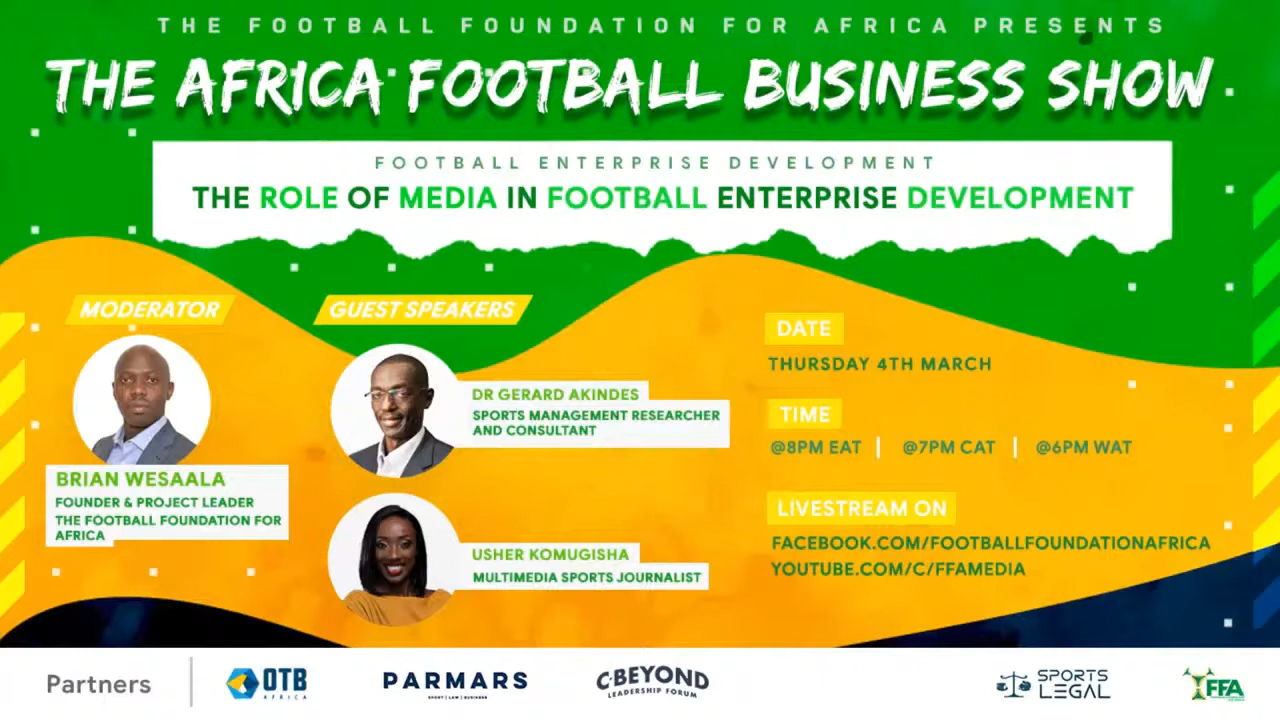 THE FOOTBALL FOUNDATION FOR AFRICA PRESENTS
THE AFRICA FOOTBALL BUSINESS SHOW
FOOTBALL ENTERPRISE DEVELOPMENT
THE ROLE OF MEDIA IN FOOTBALL ENTERPRISE DEVELOPMENT
MODERATOR
BRIAN WESAALA
FOUNDER & PROJECT LEADER
THE FOOTBALL FOUNDATION FOR
AFRICA
GUEST SPEAKERS
DR GERARD AKINDES
SPORTS MANAGEMENT RESEARCHER
AND CONSULTANT
USHER KOMUGISHA
MULTIMEDIA SPORTS JOURNALIST
DATE
THURSDAY 4TH MARCH
TIME
@8PM EAT | @7PM CAT | @6PM WAT
LIVESTREAM ON
FACEBOOK.COM/FOOTBALLFOUNDATIONAFRICA
YOUTUBE.COM/C/FFAMEDIA
Partners
OTB
AFRICA
PARMARS
SPORT | LAW | BUSINESS
C-BEYOND
LEADERSHIP FORUM
SPORTS
LEGAL
FFA